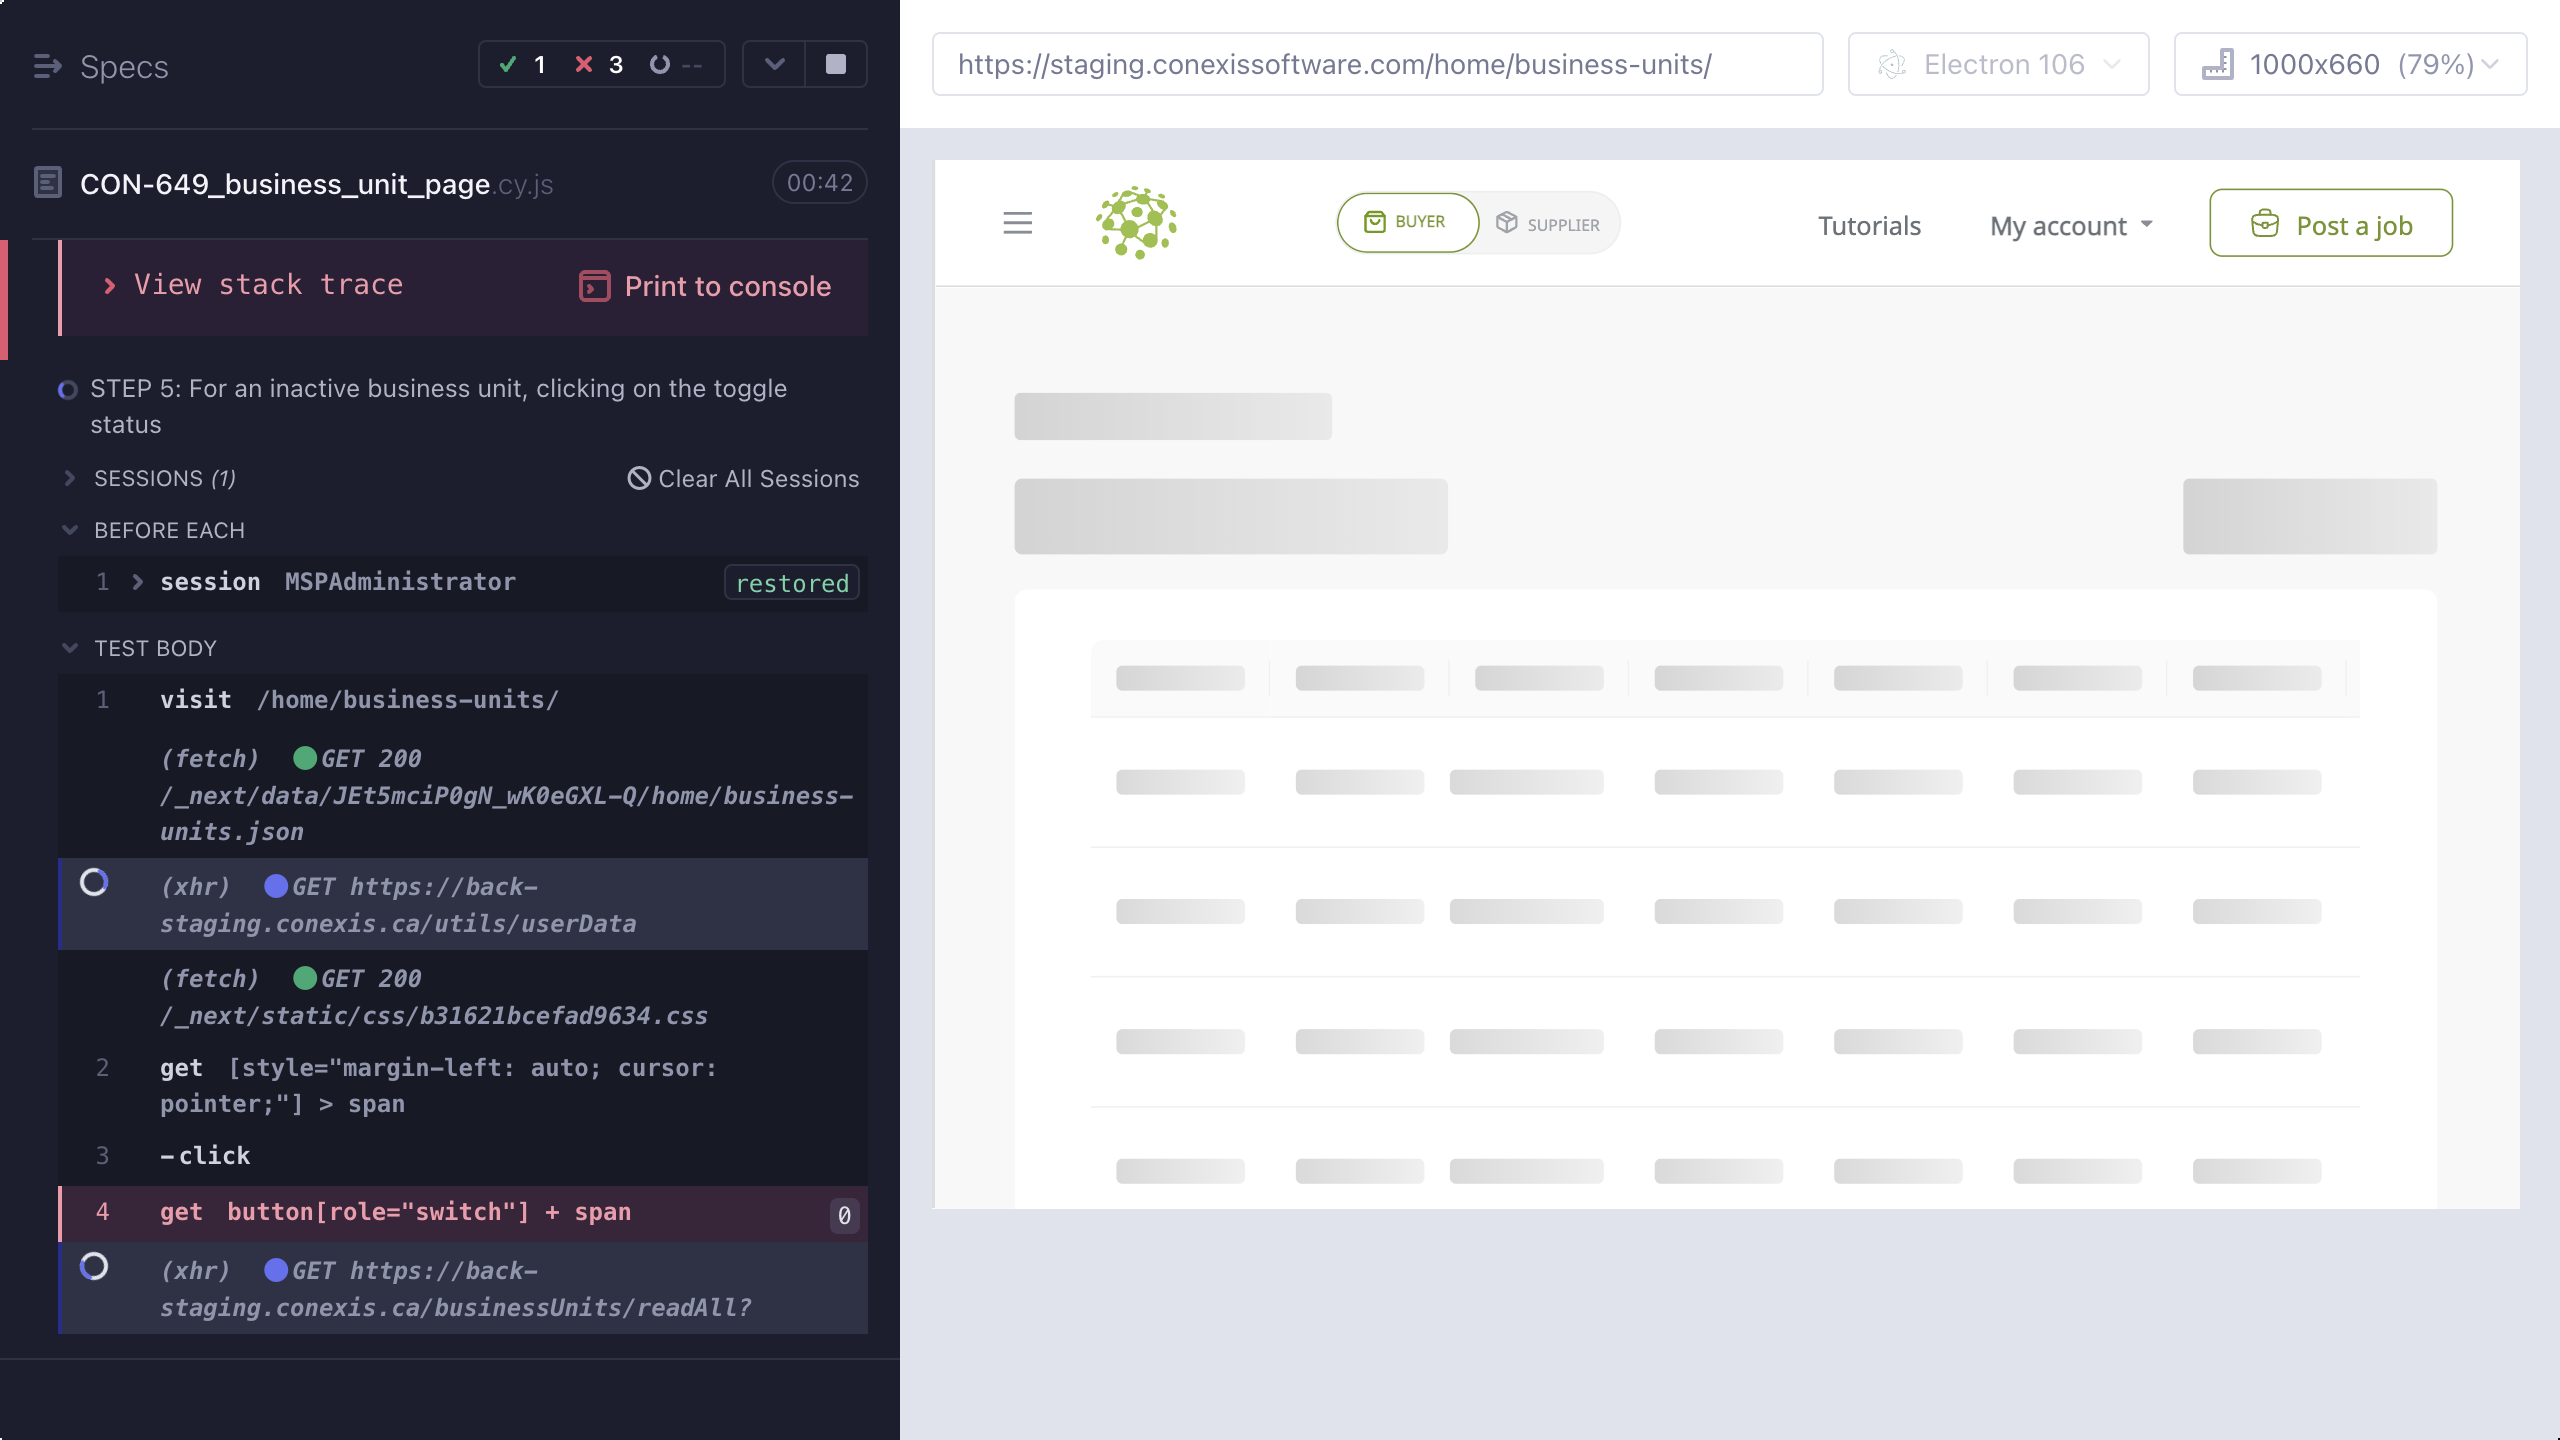 Specs
1 3 --
CON-649_business_unit_page.cy.js
00:42
View stack trace
Print to console
STEP 5: For an inactive business unit, clicking on the toggle
status
SESSIONS (1)
Clear All Sessions
BEFORE EACH
1 session MSPAdministrator restored
TEST BODY
1 visit /home/business-units/
(fetch) GET 200
/_next/data/JEt5mciP0gN_wK0eGXL-Q/home/business-
units.json
(xhr) GET https://back-
staging.conexis.ca/utils/userData
(fetch) GET 200
/_next/static/css/b31621bcefad9634.css
2 get [style="margin-left: auto; cursor:
pointer;"] > span
3 -click
4 get button[role="switch"] + span 0
(xhr) GET https://back-
staging.conexis.ca/businessUnits/readAll?
https://staging.conexissoftware.com/home/business-units/
Electron 106
1000x660 (79%)
BUYER
SUPPLIER
Tutorials
My account
Post a job